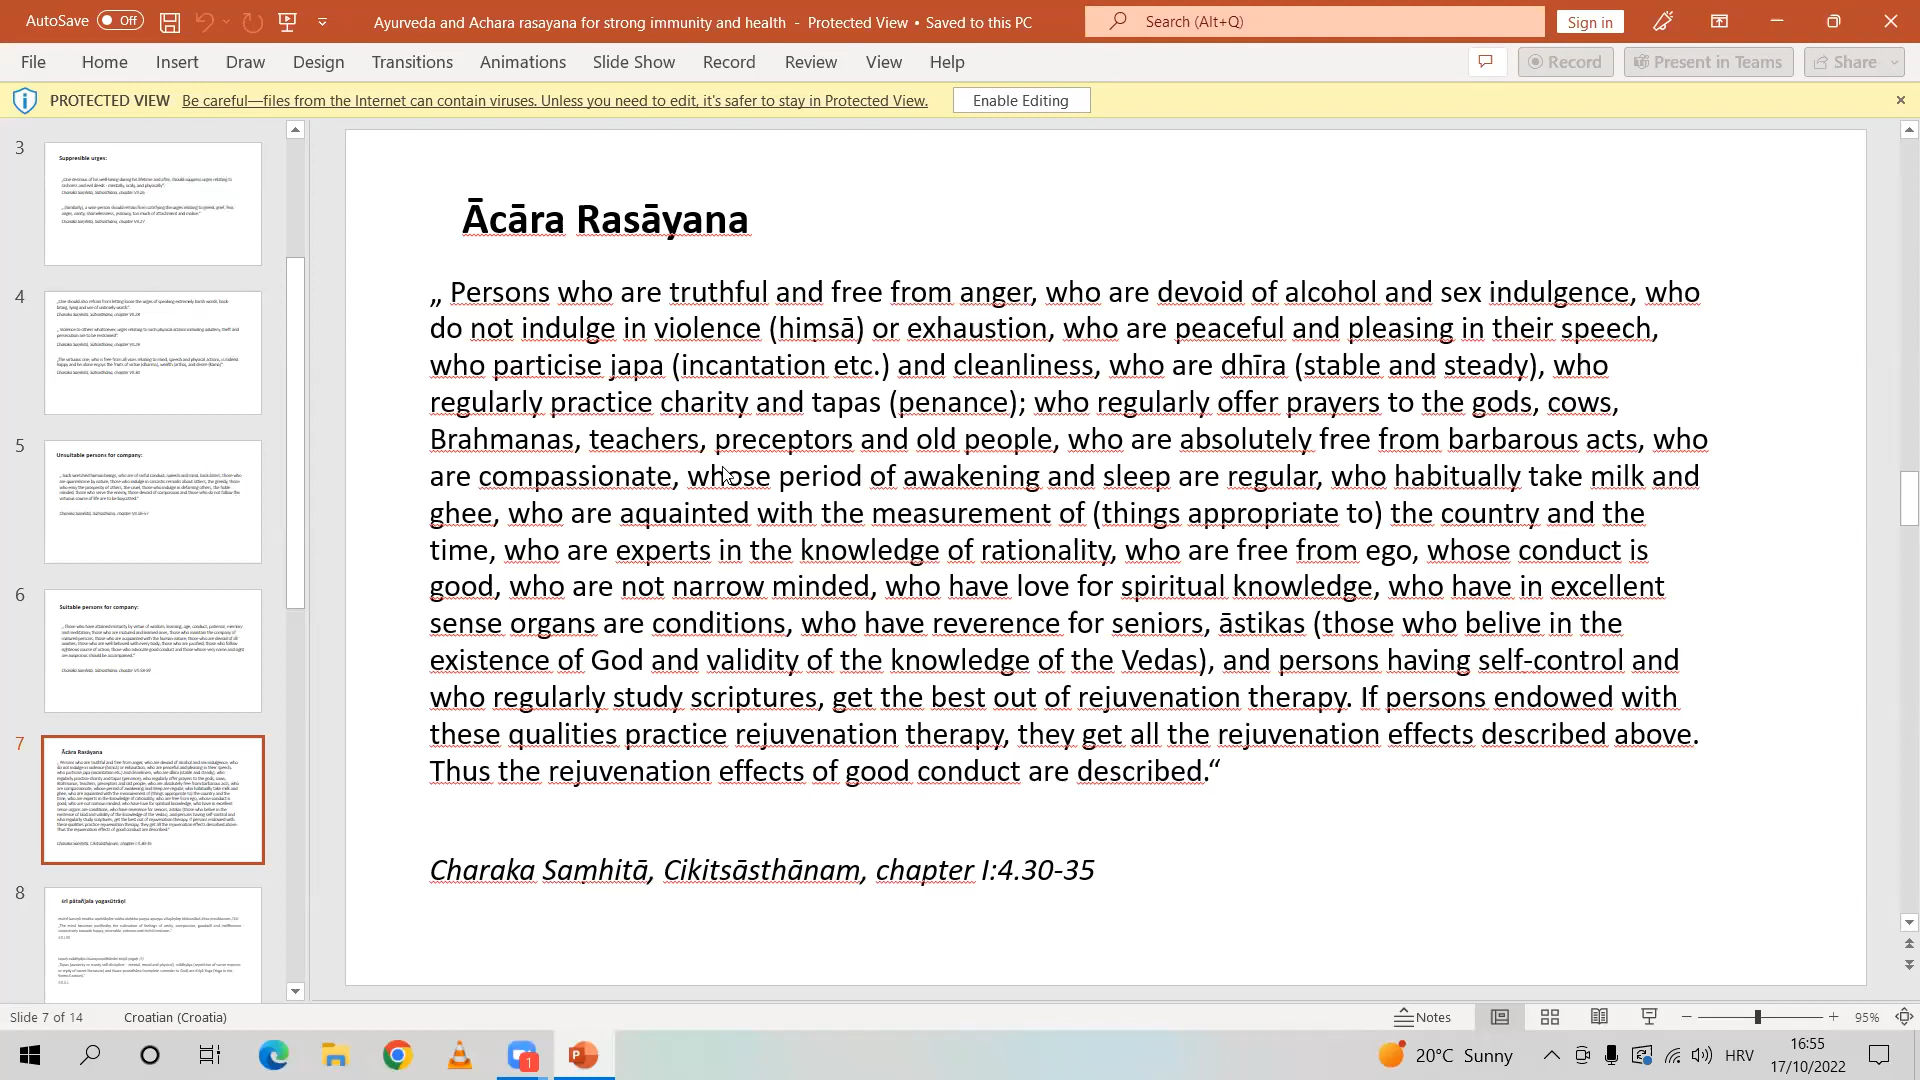 AutoSave Off
Ayurveda and Achara rasayana for strong immunity and health - Protected View • Saved to this PC
Search (Alt+Q)
Sign in
File Home Insert Draw Design Transitions Animations Slide Show Record Review View Help
Record Present in Teams Share
PROTECTED VIEW Be careful—files from the Internet can contain viruses. Unless you need to edit, it's safer to stay in Protected View. Enable Editing
3
Suppresible urges:
4
5
Unsuitable persons for company:
6
Suitable persons for company:
7
Ācāra Rasāyana
8
śrī pātañjala yogasūtrāṇi
Ācāra Rasāyana
„ Persons who are truthful and free from anger, who are devoid of alcohol and sex indulgence, who
do not indulge in violence (hiṃsā) or exhaustion, who are peaceful and pleasing in their speech,
who particise japa (incantation etc.) and cleanliness, who are dhīra (stable and steady), who
regularly practice charity and tapas (penance); who regularly offer prayers to the gods, cows,
Brahmanas, teachers, preceptors and old people, who are absolutely free from barbarous acts, who
are compassionate, whose period of awakening and sleep are regular, who habitually take milk and
ghee, who are aquainted with the measurement of (things appropriate to) the country and the
time, who are experts in the knowledge of rationality, who are free from ego, whose conduct is
good, who are not narrow minded, who have love for spiritual knowledge, who have in excellent
sense organs are conditions, who have reverence for seniors, āstikas (those who belive in the
existence of God and validity of the knowledge of the Vedas), and persons having self-control and
who regularly study scriptures, get the best out of rejuvenation therapy. If persons endowed with
these qualities practice rejuvenation therapy, they get all the rejuvenation effects described above.
Thus the rejuvenation effects of good conduct are described.“
Charaka Saṃhitā, Cikitsāsthānam, chapter I:4.30-35
Slide 7 of 14 Croatian (Croatia) Notes 95%
1
20°C Sunny
HRV
16:55
17/10/2022